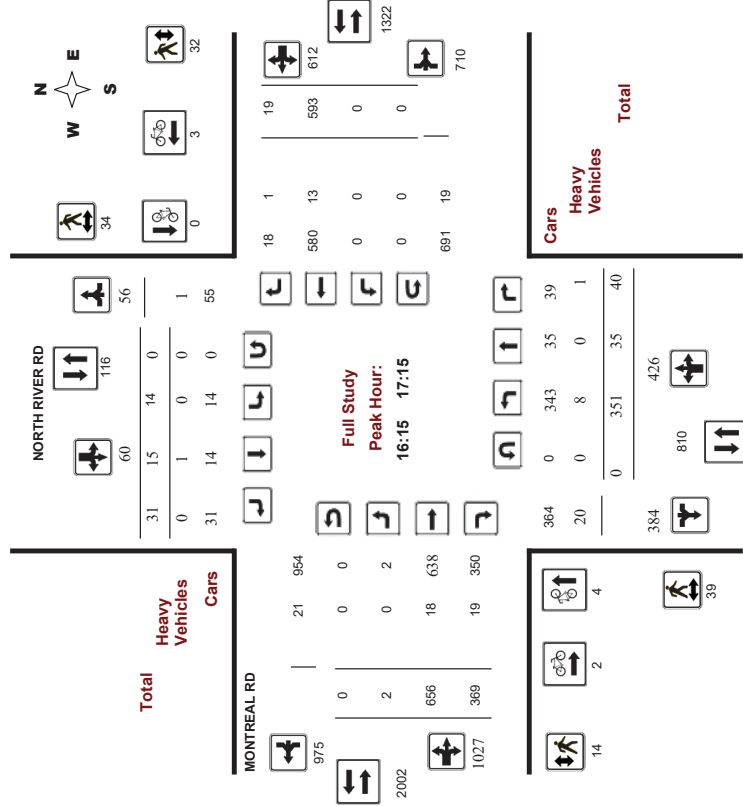 NORTH RIVER RD
N
W E
S
60 116 56
34 0 3 32
Total 31 15 14 0
Heavy Vehicles 0 1 0 0 1
Cars 31 14 14 0 55
18 1 19 612
580 13 593
0 0 0 1322
0 0 0
691 19 710
Full Study
Peak Hour:
16:15 17:15
MONTREAL RD
975 21 954
0 0 0
2002 2 0 2
656 18 638
1027 369 19 350
364 0 343 35 39 Cars
20 0 8 0 1 Heavy Vehicles
0 351 35 40 Total
384 810 426
14 2 4 39